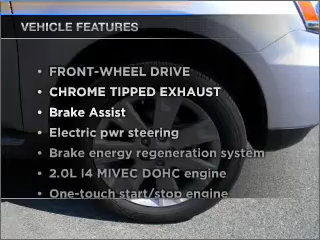 VEHICLE FEATURES
• FRONT-WHEEL DRIVE
• CHROME TIPPED EXHAUST
• Brake Assist
• Electric pwr steering
• Brake energy regeneration system
• 2.0L I4 MIVEC DOHC engine
• One-touch start/stop engine